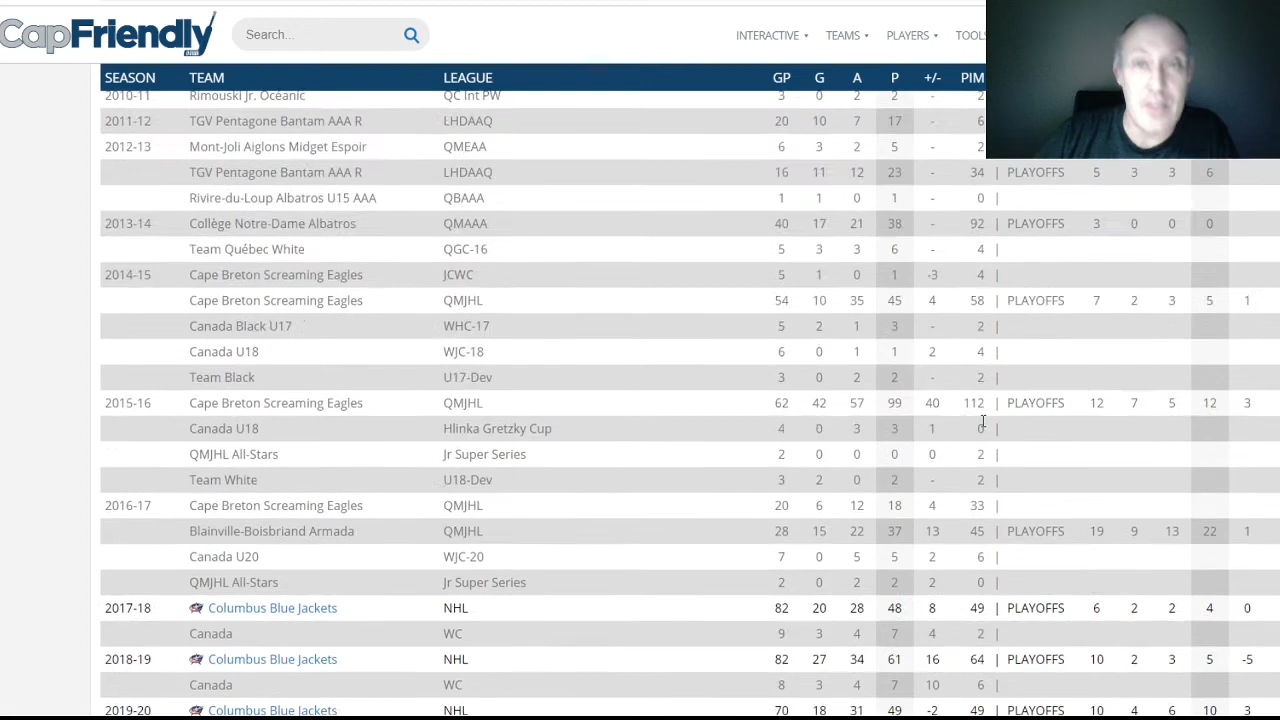 CapFriendly
Search...
INTERACTIVE TEAMS PLAYERS TOOLS
SEASON TEAM LEAGUE GP G A P +/- PIM
2010-11 Rimouski Jr. Océanic QC Int PW 3 0 2 2 - 2
2011-12 TGV Pentagone Bantam AAA R LHDAAQ 20 10 7 17 - 6
2012-13 Mont-Joli Aiglons Midget Espoir QMEAA 6 3 2 5 - 2
TGV Pentagone Bantam AAA R LHDAAQ 16 11 12 23 - 34 | PLAYOFFS 5 3 3 6
Rivire-du-Loup Albatros U15 AAA QBAAA 1 1 0 1 - 0 |
2013-14 Collège Notre-Dame Albatros QMAAA 40 17 21 38 - 92 | PLAYOFFS 3 0 0 0
Team Québec White QGC-16 5 3 3 6 - 4 |
2014-15 Cape Breton Screaming Eagles JCWC 5 1 0 1 -3 4 |
Cape Breton Screaming Eagles QMJHL 54 10 35 45 4 58 | PLAYOFFS 7 2 3 5 1
Canada Black U17 WHC-17 5 2 1 3 - 2 |
Canada U18 WJC-18 6 0 1 1 2 4 |
Team Black U17-Dev 3 0 2 2 - 2 |
2015-16 Cape Breton Screaming Eagles QMJHL 62 42 57 99 40 112 | PLAYOFFS 12 7 5 12 3
Canada U18 Hlinka Gretzky Cup 4 0 3 3 1 0 |
QMJHL All-Stars Jr Super Series 2 0 0 0 0 2 |
Team White U18-Dev 3 2 0 2 - 2 |
2016-17 Cape Breton Screaming Eagles QMJHL 20 6 12 18 4 33 |
Blainville-Boisbriand Armada QMJHL 28 15 22 37 13 45 | PLAYOFFS 19 9 13 22 1
Canada U20 WJC-20 7 0 5 5 2 6 |
QMJHL All-Stars Jr Super Series 2 0 2 2 2 0 |
2017-18 Columbus Blue Jackets NHL 82 20 28 48 8 49 | PLAYOFFS 6 2 2 4 0
Canada WC 9 3 4 7 4 2 |
2018-19 Columbus Blue Jackets NHL 82 27 34 61 16 64 | PLAYOFFS 10 2 3 5 -5
Canada WC 8 3 4 7 10 6 |
2019-20 Columbus Blue Jackets NHL 70 18 31 49 -2 49 | PLAYOFFS 10 4 6 10 3